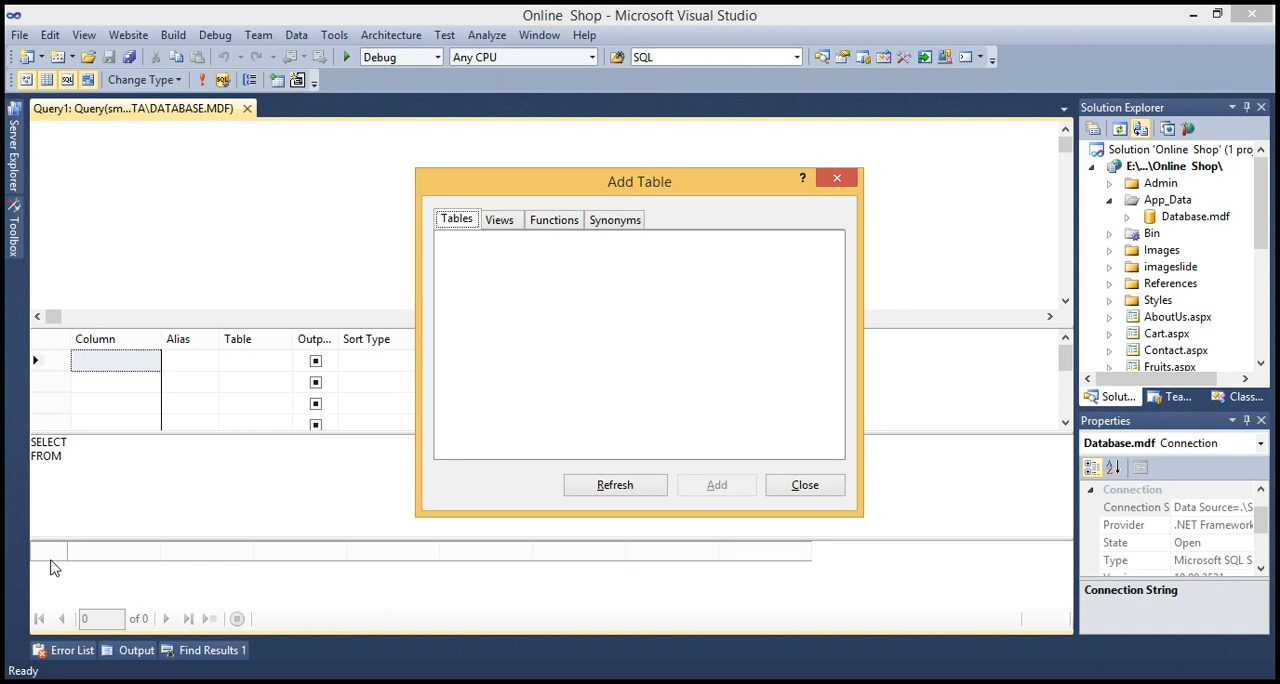 Online Shop - Microsoft Visual Studio
File Edit View Website Build Debug Team Data Tools Architecture Test Analyze Window Help
Debug Any CPU SQL
Change Type
Query1: Query(sm...TA\DATABASE.MDF)
Server Explorer
Toolbox
Add Table
Tables Views Functions Synonyms
Refresh Add Close
Column Alias Table Outp... Sort Type
SELECT
FROM
0 of 0
Solution Explorer
Solution 'Online Shop' (1 pro
E:\...\Online Shop\
Admin
App_Data
Database.mdf
Bin
Images
imageslide
References
Styles
AboutUs.aspx
Cart.aspx
Contact.aspx
Fruits.aspx
Solut... Tea... Class...
Properties
Database.mdf Connection
Connection
Connection S Data Source=.\S
Provider .NET Framework
State Open
Type Microsoft SQL S
Connection String
Error List Output Find Results 1
Ready